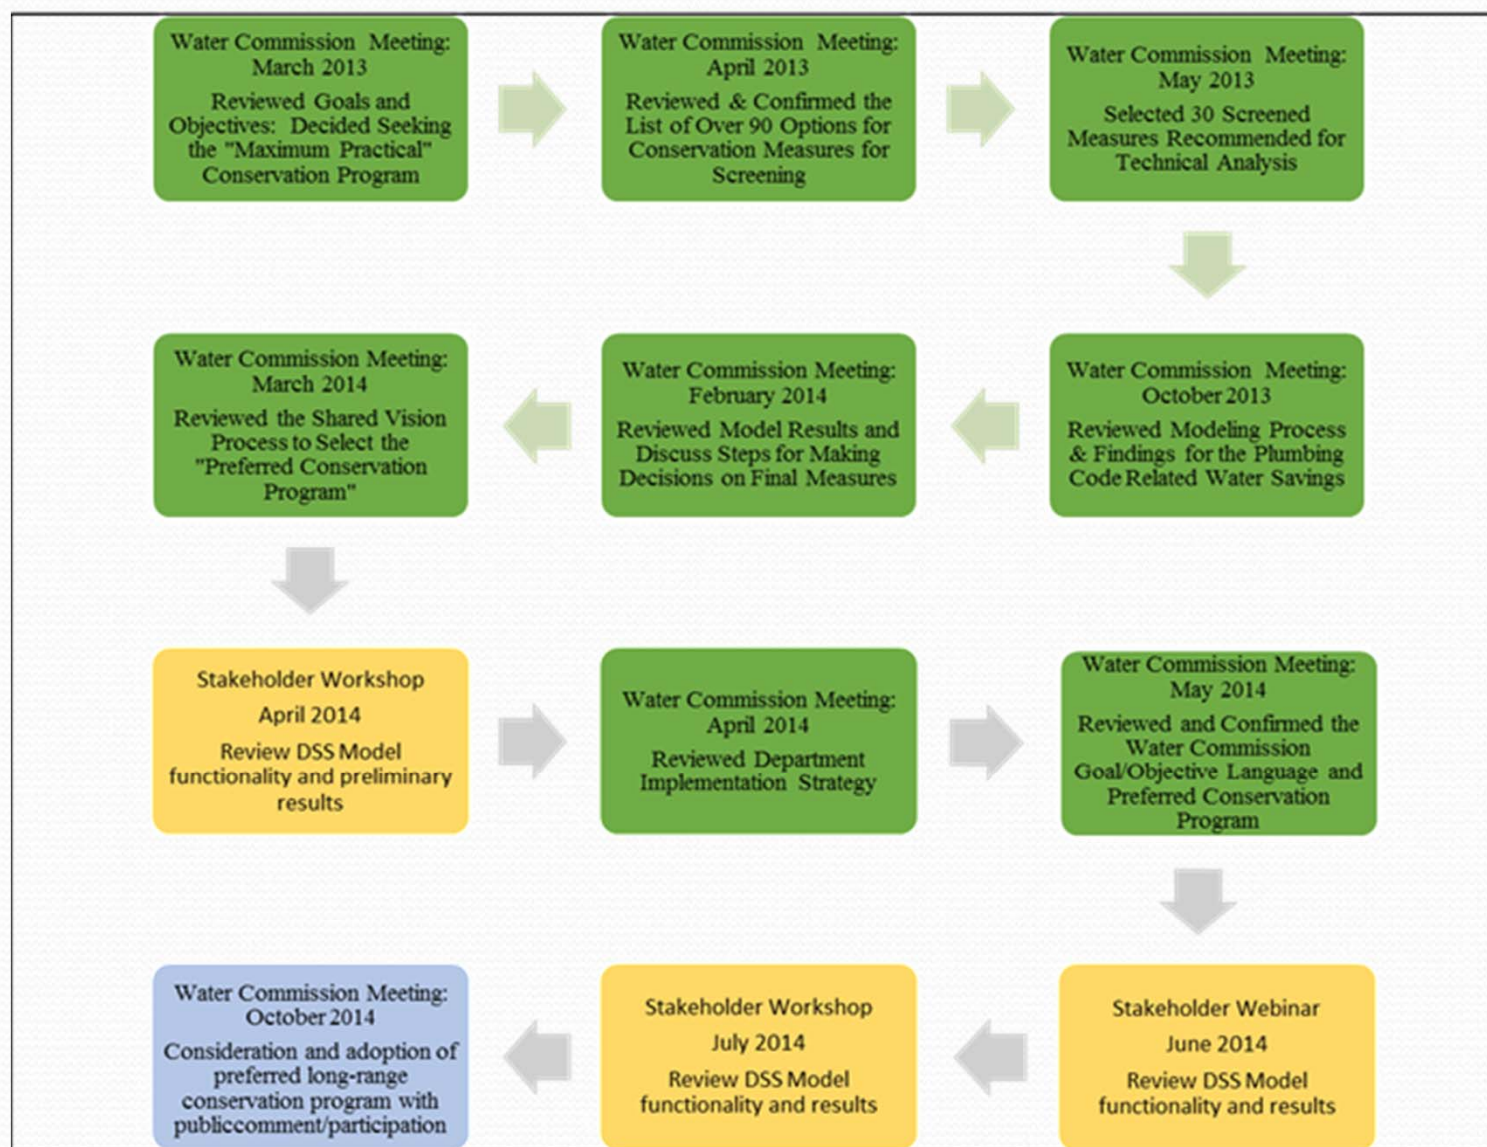 Water Commission Meeting:
March 2013
Reviewed Goals and
Objectives: Decided Seeking
the "Maximum Practical"
Conservation Program
Water Commission Meeting:
April 2013
Reviewed & Confirmed the
List of Over 90 Options for
Conservation Measures for
Screening
Water Commission Meeting:
May 2013
Selected 30 Screened
Measures Recommended for
Technical Analysis
Water Commission Meeting:
October 2013
Reviewed Modeling Process
& Findings for the Plumbing
Code Related Water Savings
Water Commission Meeting:
February 2014
Reviewed Model Results and
Discuss Steps for Making
Decisions on Final Measures
Water Commission Meeting:
March 2014
Reviewed the Shared Vision
Process to Select the
"Preferred Conservation
Program"
Stakeholder Workshop
April 2014
Review DSS Model
functionality and preliminary
results
Water Commission Meeting:
April 2014
Reviewed Department
Implementation Strategy
Water Commission Meeting:
May 2014
Reviewed and Confirmed the
Water Commission
Goal/Objective Language and
Preferred Conservation
Program
Stakeholder Webinar
June 2014
Review DSS Model
functionality and results
Stakeholder Workshop
July 2014
Review DSS Model
functionality and results
Water Commission Meeting:
October 2014
Consideration and adoption of
preferred long-range
conservation program with
publiccomment/participation